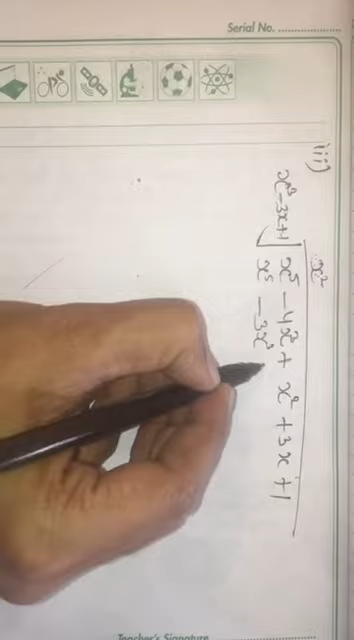 Serial No. ..................
iii)
x²
x³-3x+1 √ x⁵ - 4x³ + x² + 3x + 1
x⁵ - 3x³
Teacher's Signature